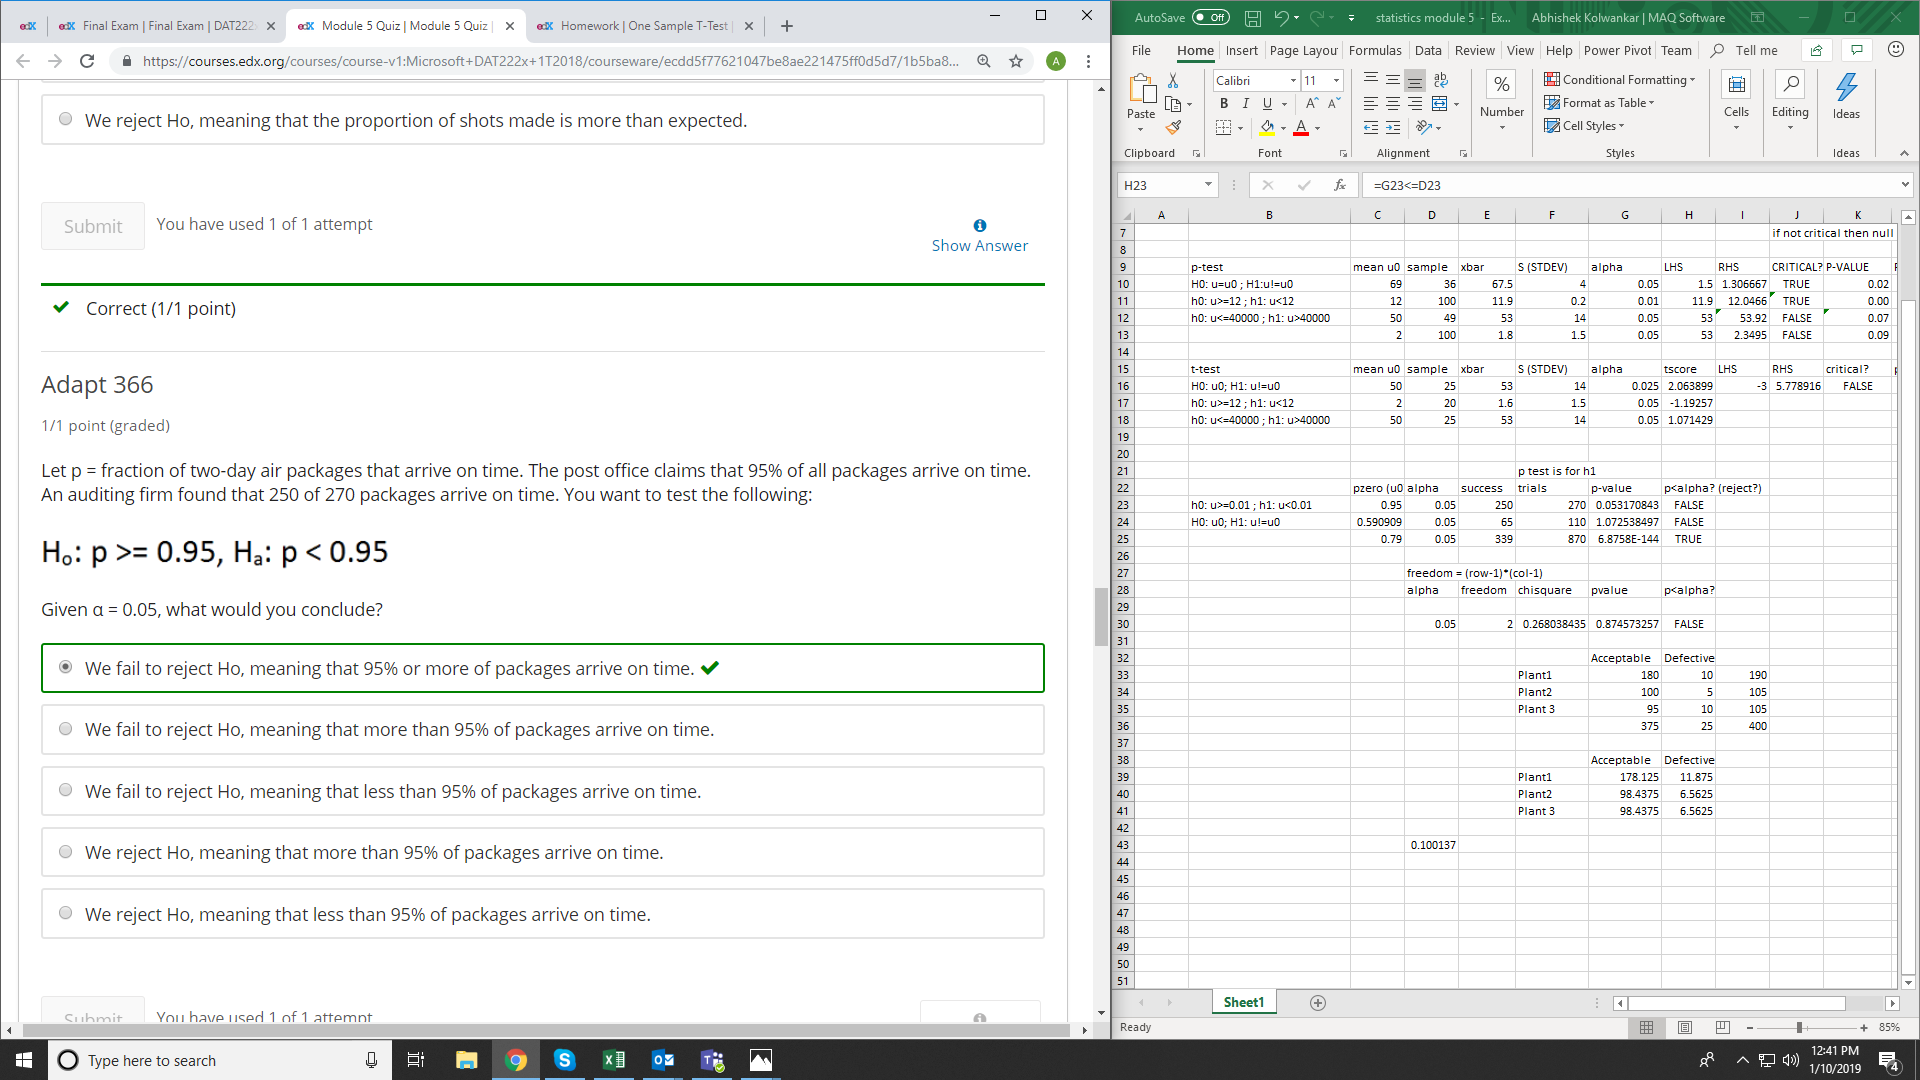 Final Exam | Final Exam | DAT222
Module 5 Quiz | Module 5 Quiz |
Homework | One Sample T-Test |
https://courses.edx.org/courses/course-v1:Microsoft+DAT222x+1T2018/courseware/ecdd5f77621047be8ae221475ff0d5d7/1b5ba8...
A
We reject Ho, meaning that the proportion of shots made is more than expected.
Submit
You have used 1 of 1 attempt
Show Answer
Correct (1/1 point)
Adapt 366
1/1 point (graded)
Let p = fraction of two-day air packages that arrive on time. The post office claims that 95% of all packages arrive on time.
An auditing firm found that 250 of 270 packages arrive on time. You want to test the following:
Ho: p >= 0.95, Ha: p < 0.95
Given α = 0.05, what would you conclude?
We fail to reject Ho, meaning that 95% or more of packages arrive on time.
We fail to reject Ho, meaning that more than 95% of packages arrive on time.
We fail to reject Ho, meaning that less than 95% of packages arrive on time.
We reject Ho, meaning that more than 95% of packages arrive on time.
We reject Ho, meaning that less than 95% of packages arrive on time.
Submit
You have used 1 of 1 attempt
AutoSave Off
statistics module 5 - Ex...
Abhishek Kolwankar | MAQ Software
File Home Insert Page Layou Formulas Data Review View Help Power Pivot Team Tell me
Paste
Calibri 11
B I U
Number
Conditional Formatting
Format as Table
Cell Styles
Cells
Editing
Ideas
Clipboard Font Alignment Styles Ideas
H23 =G23<=D23
A B C D E F G H I J K
7 if not critical then null
8
9 p-test mean u0 sample xbar S (STDEV) alpha LHS RHS CRITICAL? P-VALUE
10 H0: u=u0 ; H1:u!=u0 69 36 67.5 4 0.05 1.5 1.306667 TRUE 0.02
11 h0: u>=12 ; h1: u<12 12 100 11.9 0.2 0.01 11.9 12.0466 TRUE 0.00
12 h0: u<=40000 ; h1: u>40000 50 49 53 14 0.05 53 53.92 FALSE 0.07
13 2 100 1.8 1.5 0.05 53 2.3495 FALSE 0.09
14
15 t-test mean u0 sample xbar S (STDEV) alpha tscore LHS RHS critical?
16 H0: u0; H1: u!=u0 50 25 53 14 0.025 2.063899 -3 5.778916 FALSE
17 h0: u>=12 ; h1: u<12 2 20 1.6 1.5 0.05 -1.19257
18 h0: u<=40000 ; h1: u>40000 50 25 53 14 0.05 1.071429
19
20
21 p test is for h1
22 pzero (u0 alpha success trials p-value p<alpha? (reject?)
23 h0: u>=0.01 ; h1: u<0.01 0.95 0.05 250 270 0.053170843 FALSE
24 H0: u0; H1: u!=u0 0.590909 0.05 65 110 1.072538497 FALSE
25 0.79 0.05 339 870 6.8758E-144 TRUE
26
27 freedom = (row-1)*(col-1)
28 alpha freedom chisquare pvalue p<alpha?
29
30 0.05 2 0.268038435 0.874573257 FALSE
31
32 Acceptable Defective
33 Plant1 180 10 190
34 Plant2 100 5 105
35 Plant 3 95 10 105
36 375 25 400
37
38 Acceptable Defective
39 Plant1 178.125 11.875
40 Plant2 98.4375 6.5625
41 Plant 3 98.4375 6.5625
42
43 0.100137
44
45
46
47
48
49
50
51
Sheet1
Ready
85%
Type here to search
12:41 PM
1/10/2019
4